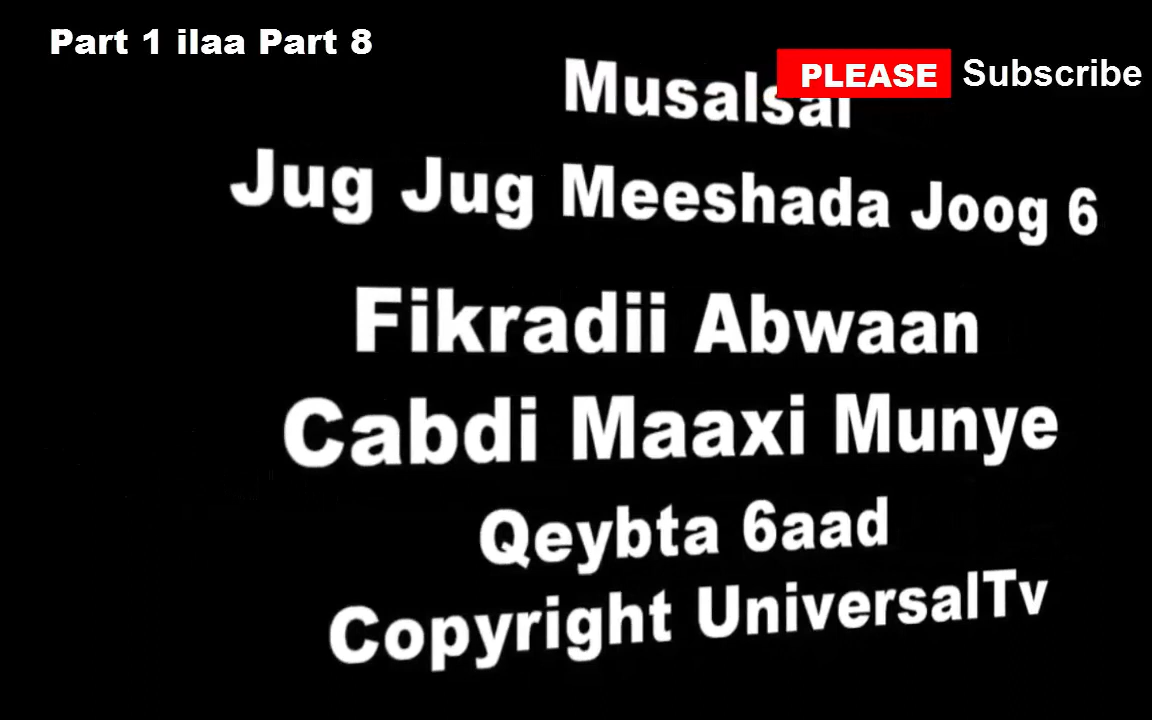 Part 1 ilaa Part 8
PLEASE Subscribe
Musalsal
Jug Jug Meeshada Joog 6
Fikradii Abwaan
Cabdi Maaxi Munye
Qeybta 6aad
Copyright UniversalTv